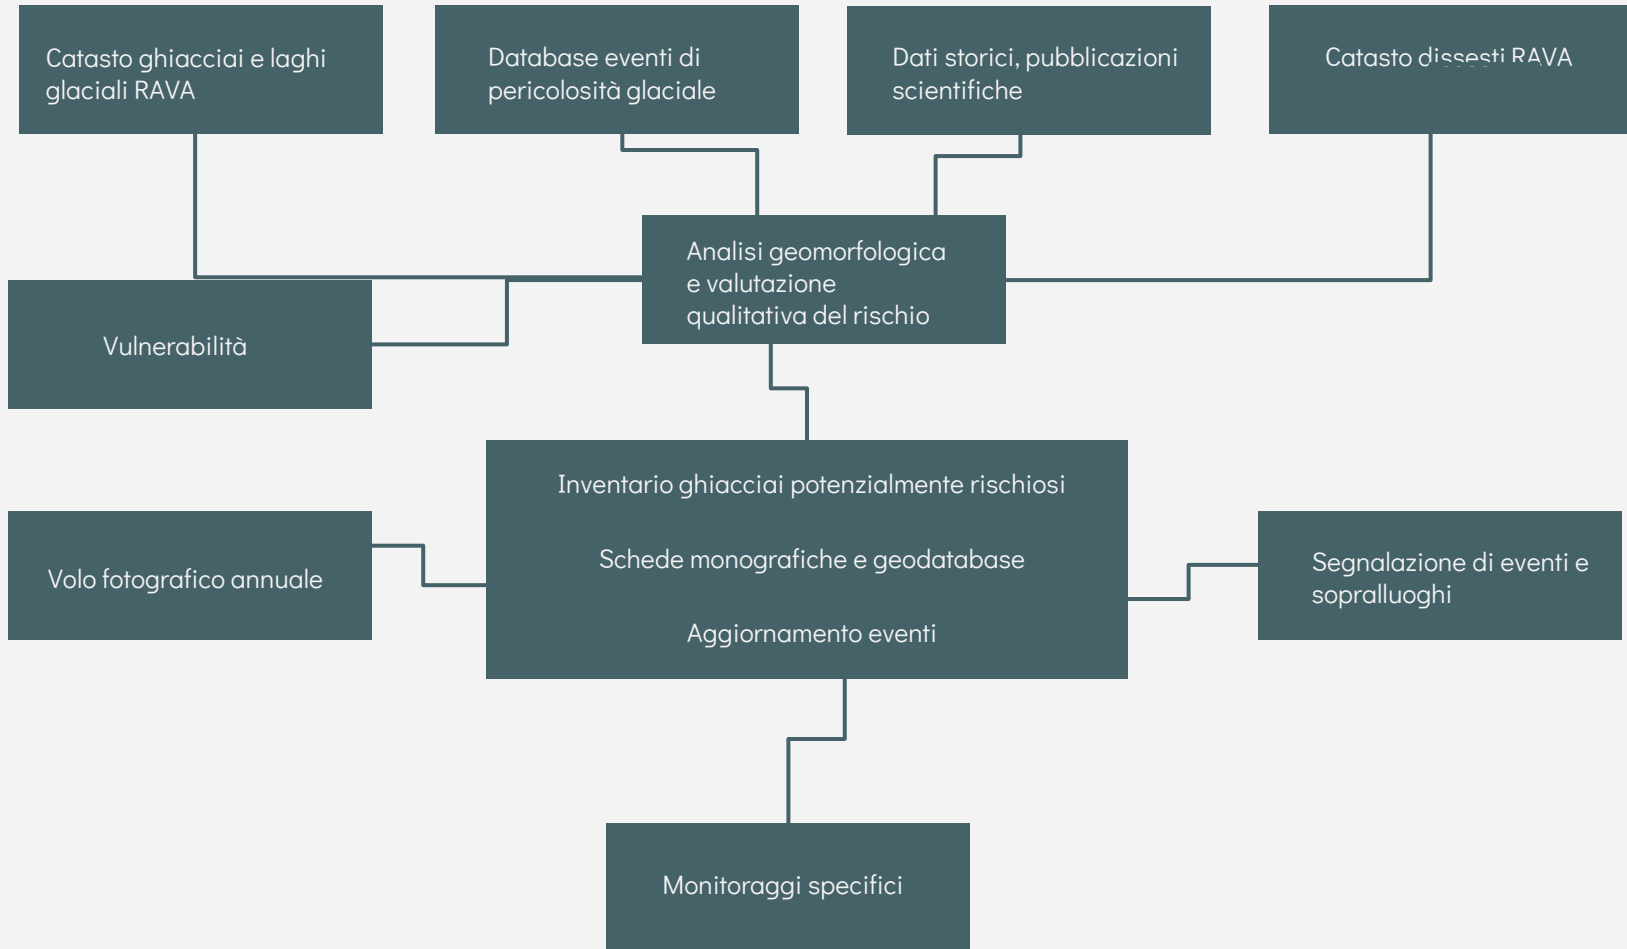 Catasto ghiacciai e laghi
glaciali RAVA
Database eventi di
pericolosità glaciale
Dati storici, pubblicazioni
scientifiche
Catasto dissesti RAVA
Analisi geomorfologica
e valutazione
qualitativa del rischio
Vulnerabilità
Inventario ghiacciai potenzialmente rischiosi
Schede monografiche e geodatabase
Aggiornamento eventi
Volo fotografico annuale
Segnalazione di eventi e
sopralluoghi
Monitoraggi specifici